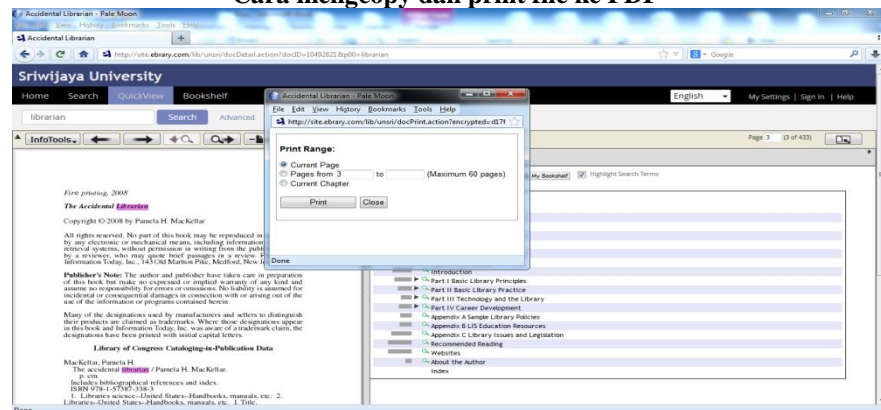 Cara mengcopy dan print file ke PDF
Accidental Librarian - Pale Moon
File View History Bookmarks Tools Help
Accidental Librarian
http://site.ebrary.com/lib/unsri/docDetail.action?docID=10492821&p00=librarian
Google
Sriwijaya University
Home Search QuickView Bookshelf
English
My Settings | Sign In | Help
librarian
Search
Advanced
InfoTools
Page 3 (3 of 433)
Accidental Librarian - Pale Moon
File Edit View History Bookmarks Tools Help
http://site.ebrary.com/lib/unsri/docPrint.action?encrypted=d17f
Print Range:
Current Page
Pages from 3 to (Maximum 60 pages)
Current Chapter
Print Close
Done
My Bookshelf
Highlight Search Terms
First printing, 2008
The Accidental Librarian
Copyright © 2008 by Pamela H. MacKellar
All rights reserved. No part of this book may be reproduced in
by any electronic or mechanical means, including information
retrieval systems, without permission in writing from the publi
by a reviewer, who may quote brief passages in a review. P
Information Today, Inc., 143 Old Marlton Pike, Medford, New Je
Publisher's Note: The author and publisher have taken care in preparation
of this book but make no expressed or implied warranty of any kind and
assume no responsibility for errors or omissions. No liability is assumed for
incidental or consequential damages in connection with or arising out of the
use of the information or programs contained herein.
Many of the designations used by manufacturers and sellers to distinguish
their products are claimed as trademarks. Where those designations appear
in this book and Information Today, Inc. was aware of a trademark claim, the
designations have been printed with initial capital letters.
Library of Congress Cataloging-in-Publication Data
MacKellar, Pamela H.
The accidental librarian / Pamela H. MacKellar.
p. cm.
Includes bibliographical references and index.
ISBN 978-1-57387-338-3
1. Libraries science--United States--Handbooks, manuals, etc. 2.
Libraries--United States--Handbooks, manuals, etc. I. Title.
Introduction
Part I Basic Library Principles
Part II Basic Library Practice
Part III Technology and the Library
Part IV Career Development
Appendix A Sample Library Policies
Appendix B LIS Education Resources
Appendix C Library Issues and Legislation
Recommended Reading
Websites
About the Author
Index
Done